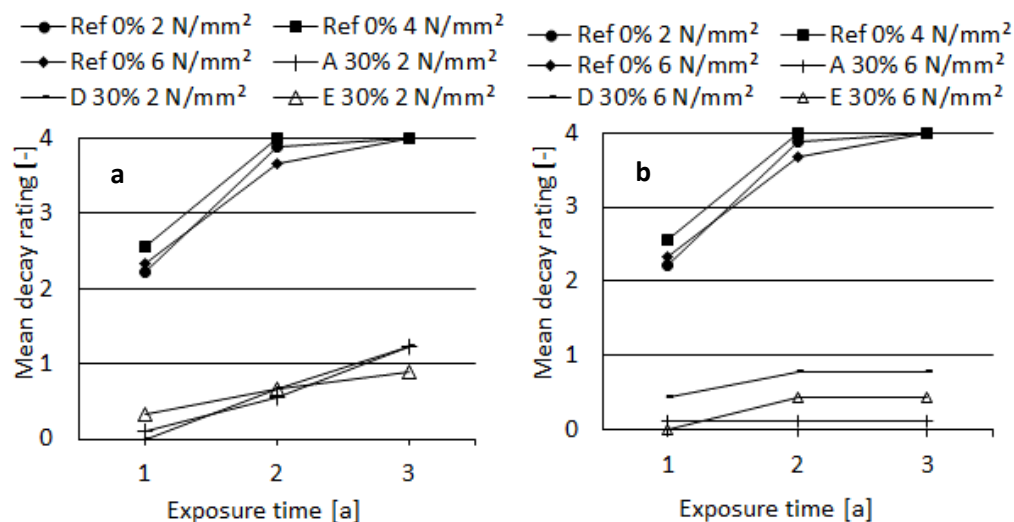 Ref 0% 2 N/mm² Ref 0% 4 N/mm²
Ref 0% 6 N/mm² A 30% 2 N/mm²
D 30% 2 N/mm² E 30% 2 N/mm²
4
3
2
1
0
Mean decay rating [-]
a
1 2 3
Exposure time [a]
Ref 0% 2 N/mm² Ref 0% 4 N/mm²
Ref 0% 6 N/mm² A 30% 6 N/mm²
D 30% 6 N/mm² E 30% 6 N/mm²
4
3
2
1
0
Mean decay rating [-]
b
1 2 3
Exposure time [a]